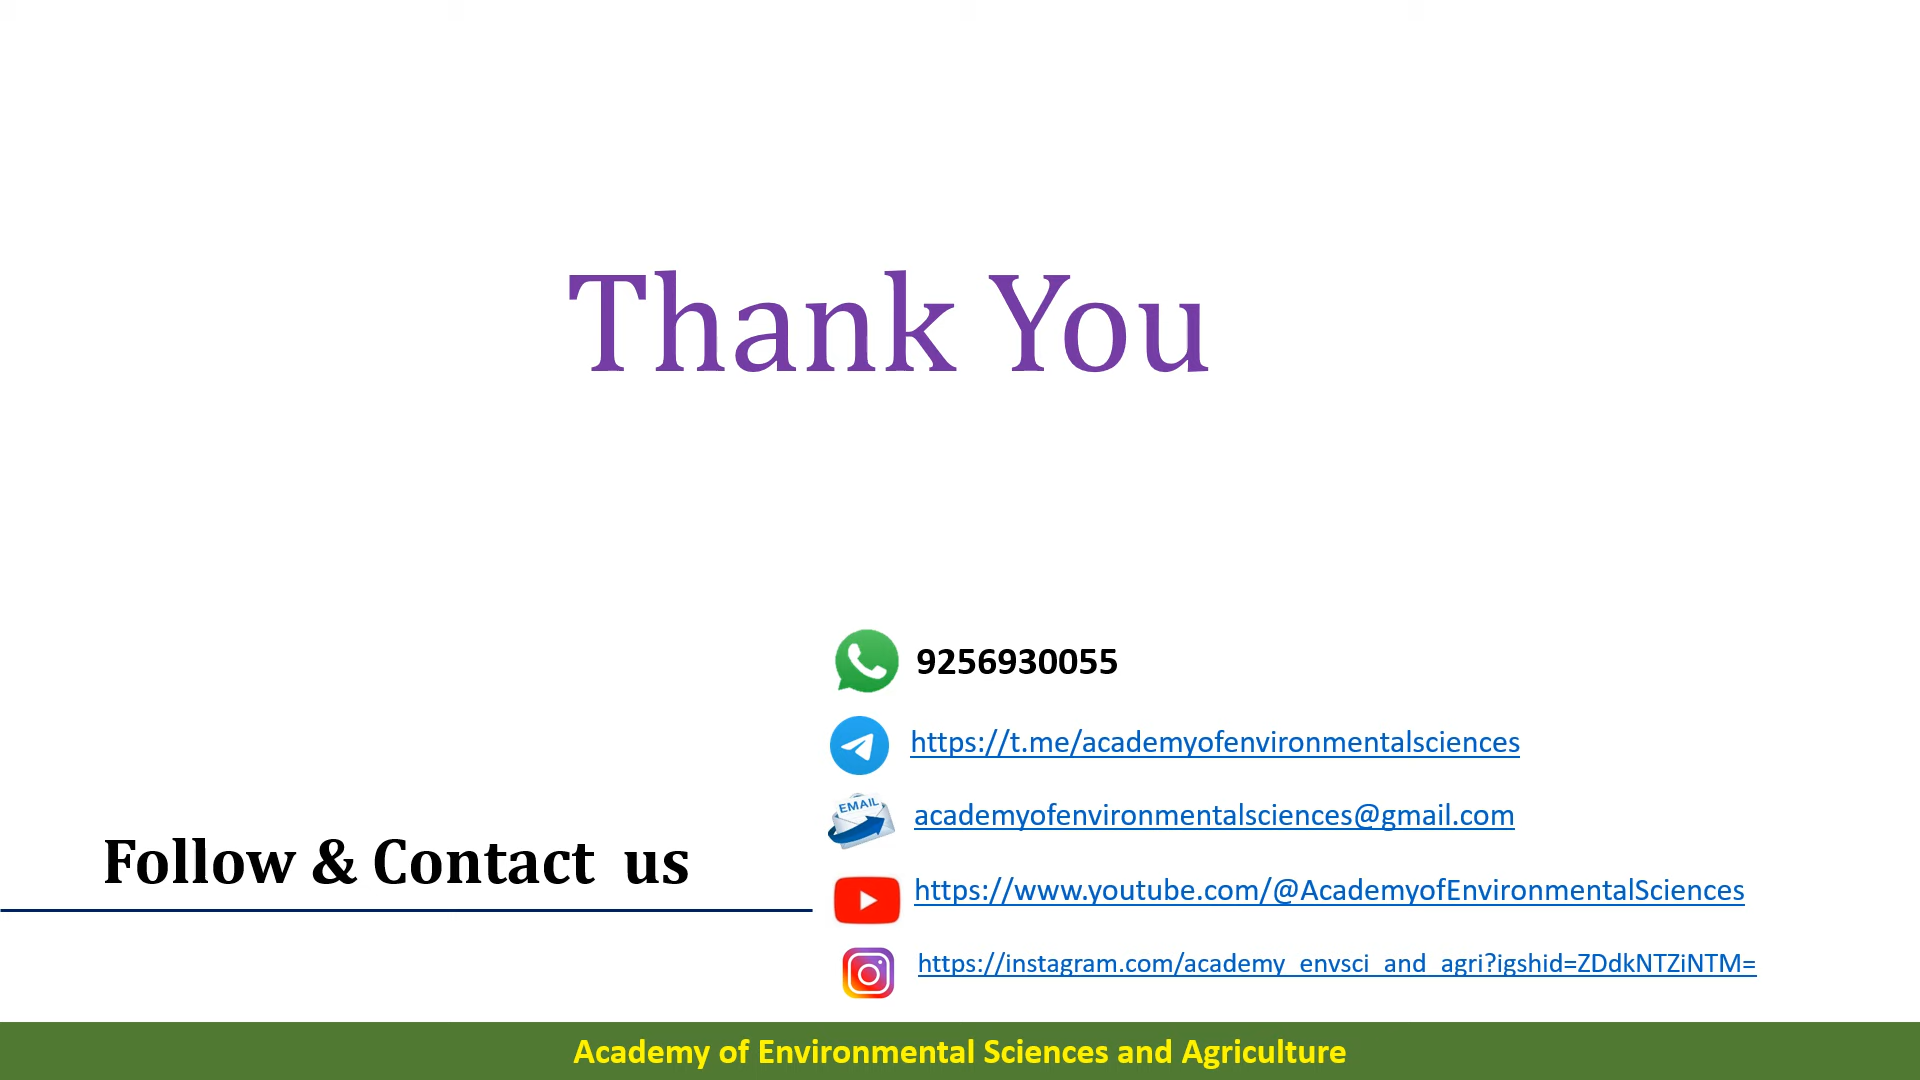 Thank You
9256930055
https://t.me/academyofenvironmentalsciences
EMAIL
academyofenvironmentalsciences@gmail.com
Follow & Contact us
https://www.youtube.com/@AcademyofEnvironmentalSciences
https://instagram.com/academy_envsci_and_agri?igshid=ZDdkNTZiNTM=
Academy of Environmental Sciences and Agriculture